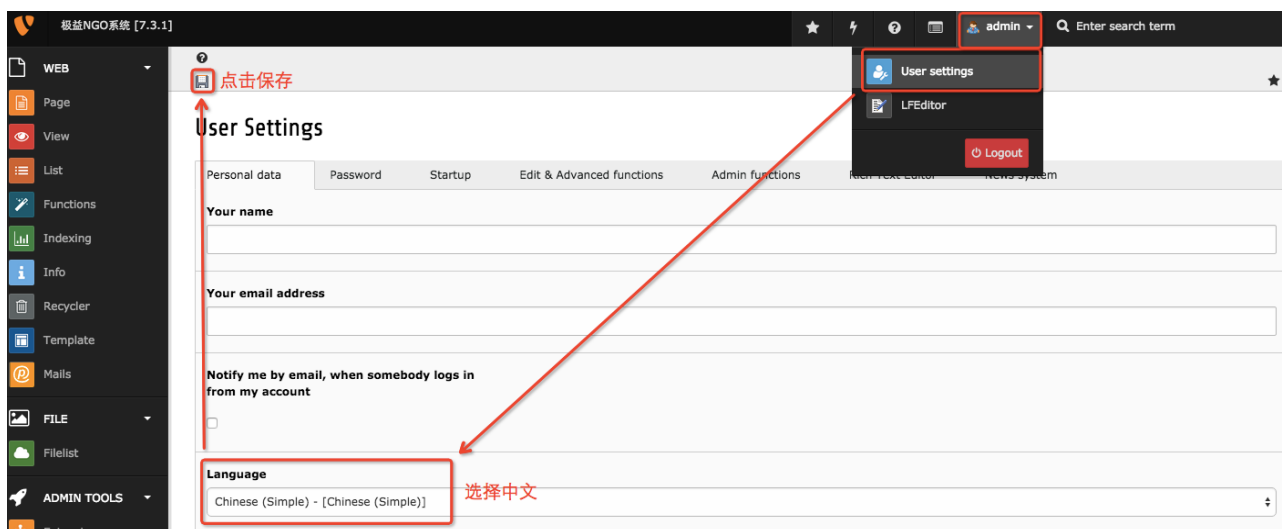 极益NGO系统 [7.3.1]
admin
Enter search term
WEB
Page
View
List
Functions
Indexing
Info
Recycler
Template
Mails
FILE
Filelist
ADMIN TOOLS
点击保存
User settings
LFEditor
Logout
User Settings
Personal data
Password
Startup
Edit & Advanced functions
Admin functions
Rich Text Editor
News system
Your name
Your email address
Notify me by email, when somebody logs in
from my account
Language
Chinese (Simple) - [Chinese (Simple)]
选择中文